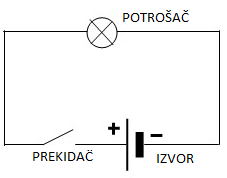 POTROŠAČ
+ −
PREKIDAČ
IZVOR